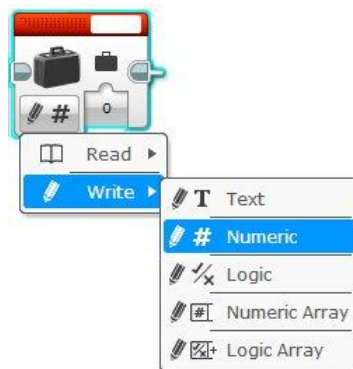 #
0
Read
Write
T Text
# Numeric
Logic
# Numeric Array
Logic Array